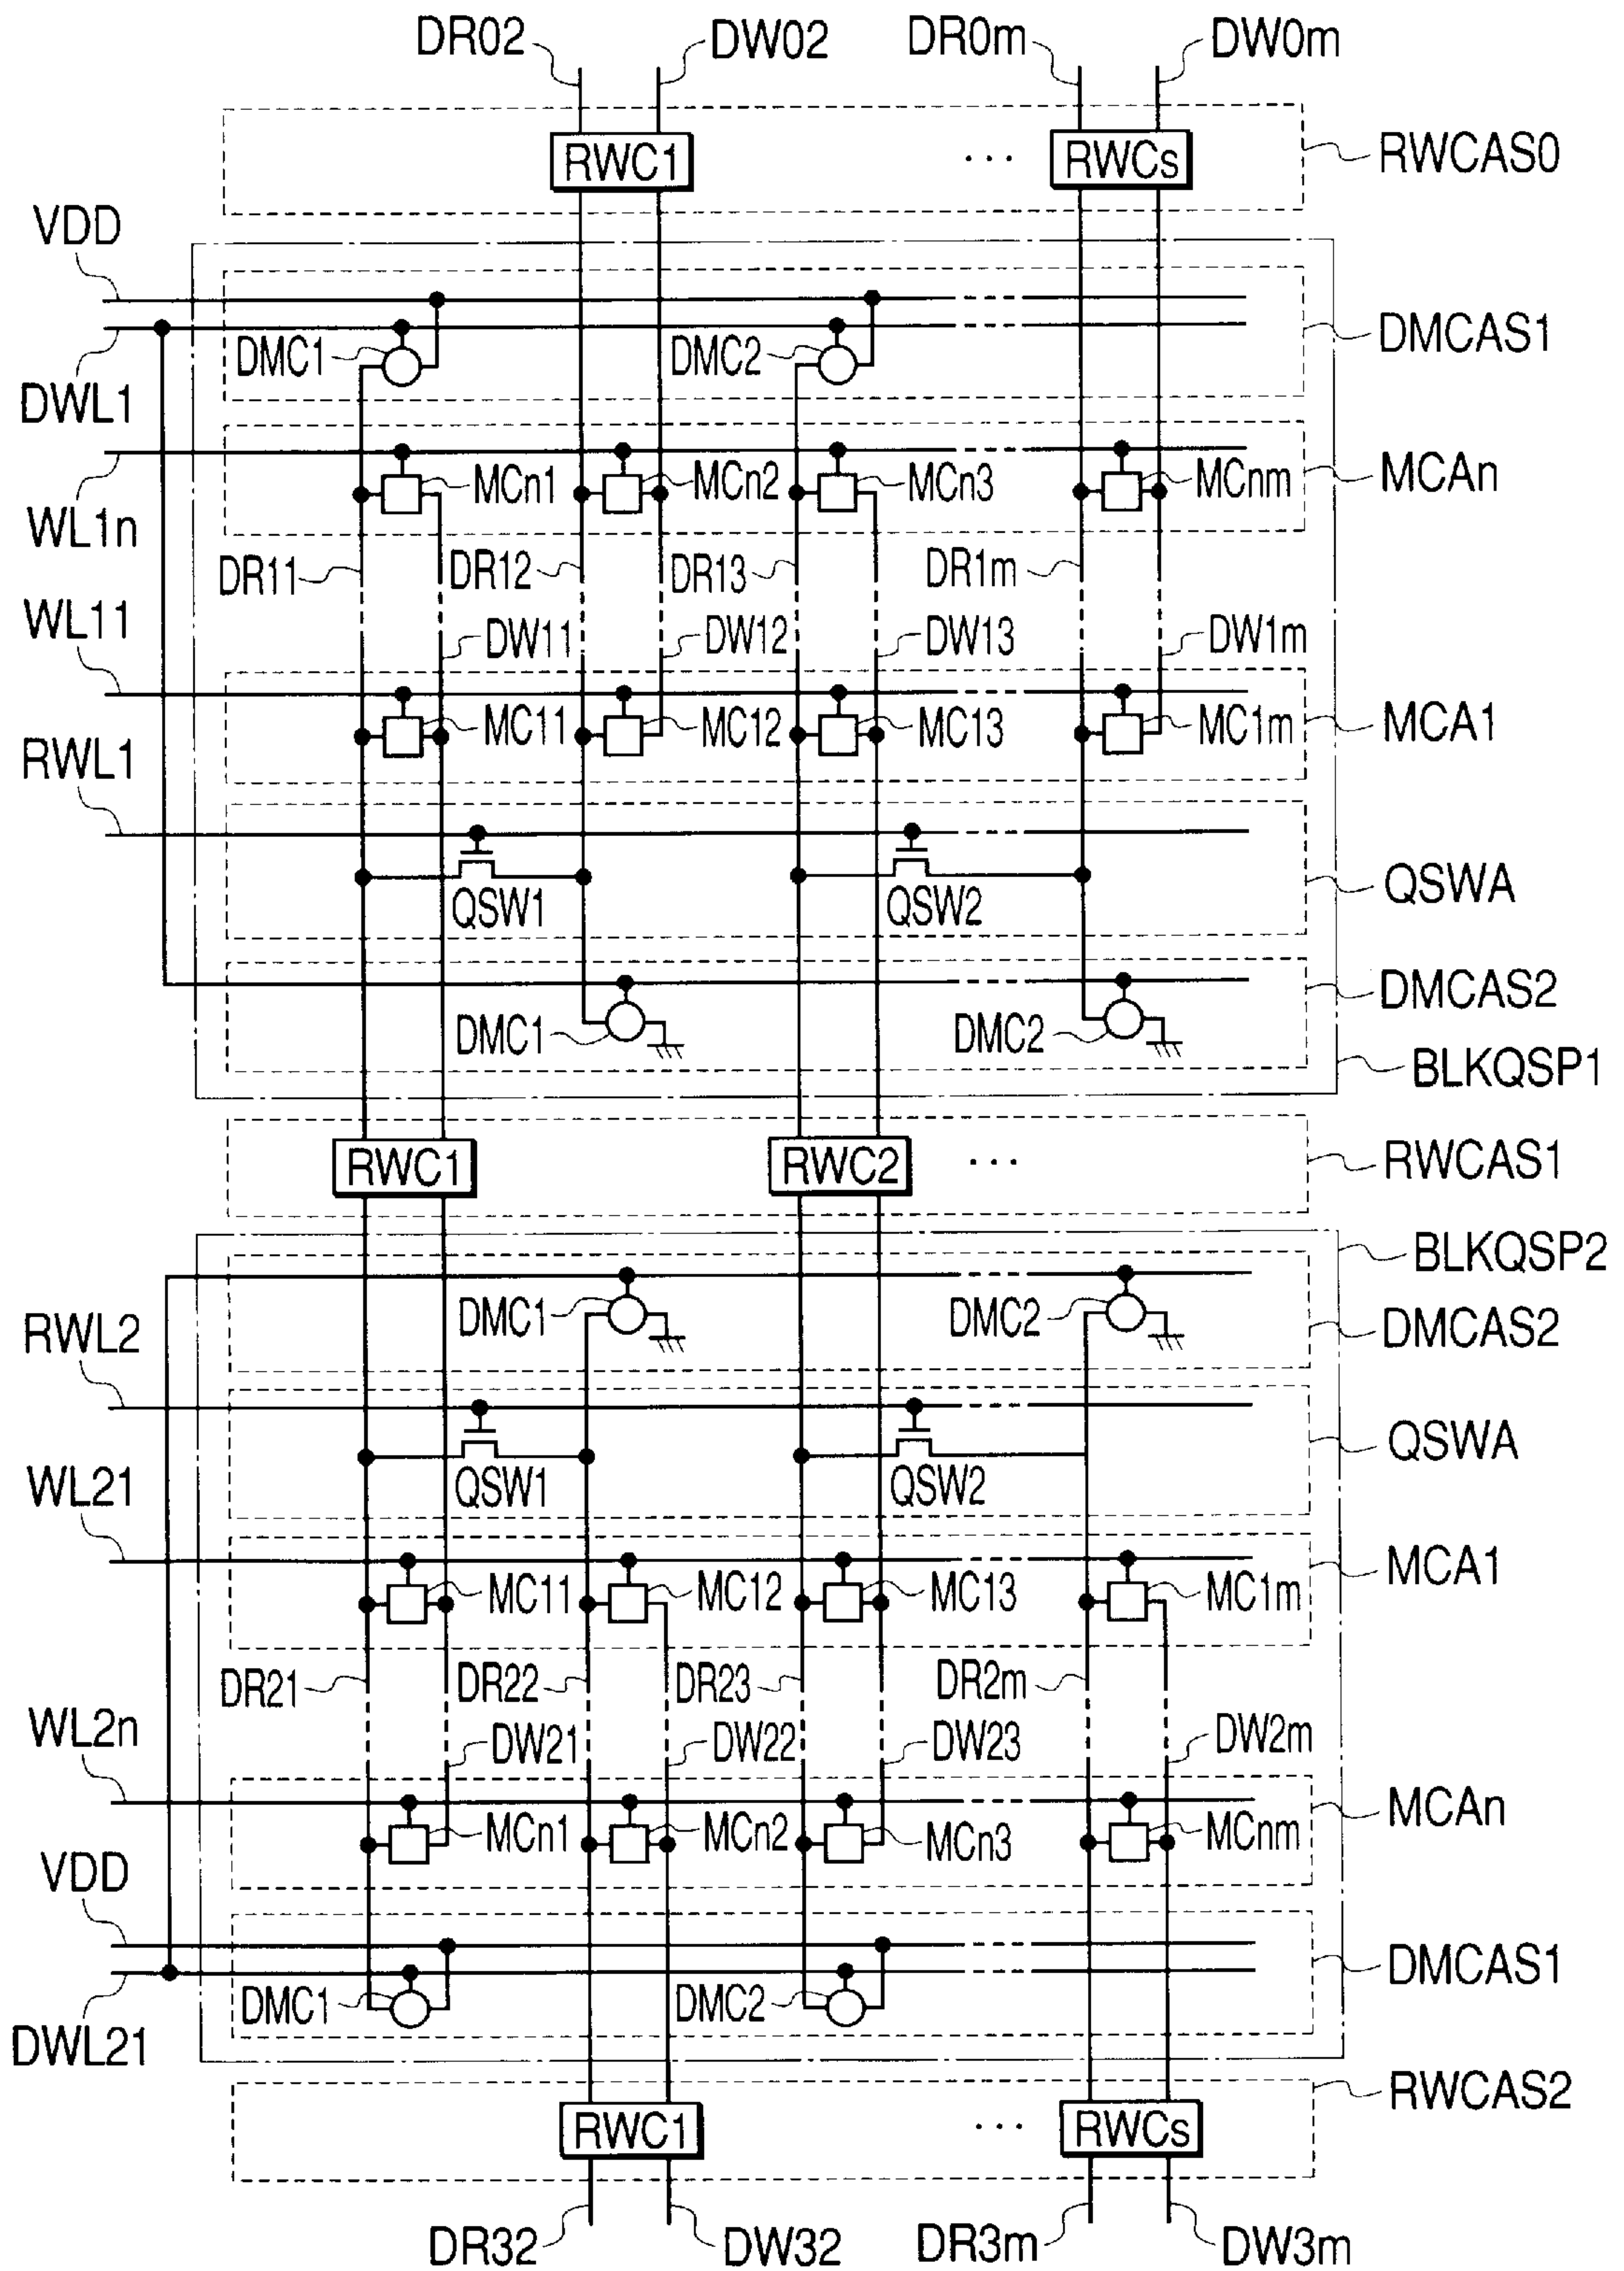 DR02 DW02 DR0m DW0m
RWC1 ... RWCs RWCAS0
VDD
DMC1 DMC2 DMCAS1
DWL1
MCn1 MCn2 MCn3 MCnm MCAn
WL1n
DR11 DR12 DR13 DR1m
WL11
DW11 DW12 DW13 DW1m
MC11 MC12 MC13 MC1m MCA1
RWL1
QSW1 QSW2 QSWA
DMC1 DMC2 DMCAS2
BLKQSP1
RWC1 RWC2 ... RWCAS1
BLKQSP2
DMC1 DMC2 DMCAS2
RWL2
QSW1 QSW2 QSWA
WL21
MC11 MC12 MC13 MC1m MCA1
DR21 DR22 DR23 DR2m
WL2n
DW21 DW22 DW23 DW2m
MCn1 MCn2 MCn3 MCnm MCAn
VDD
DMC1 DMC2 DMCAS1
DWL21
RWCAS2
RWC1 ... RWCs
DR32 DW32 DR3m DW3m